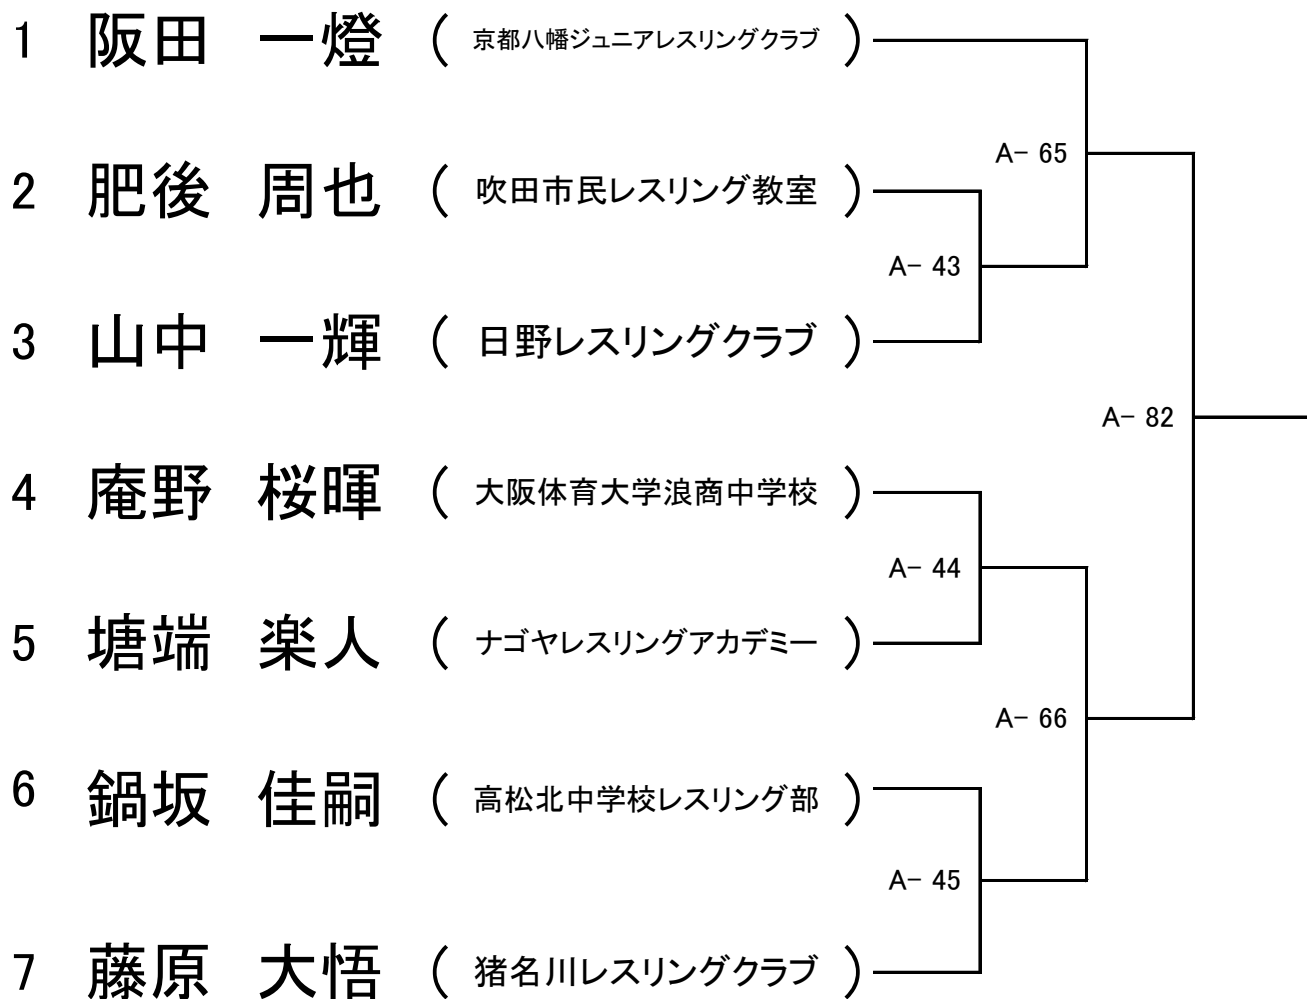 1 阪田 一燈 ( 京都八幡ジュニアレスリングクラブ )
A- 65
2 肥後 周也 ( 吹田市民レスリング教室 )
A- 43
3 山中 一輝 ( 日野レスリングクラブ )
A- 82
4 庵野 桜暉 ( 大阪体育大学浪商中学校 )
A- 44
5 塘端 楽人 ( ナゴヤレスリングアカデミー )
A- 66
6 鍋坂 佳嗣 ( 高松北中学校レスリング部 )
A- 45
7 藤原 大悟 ( 猪名川レスリングクラブ )